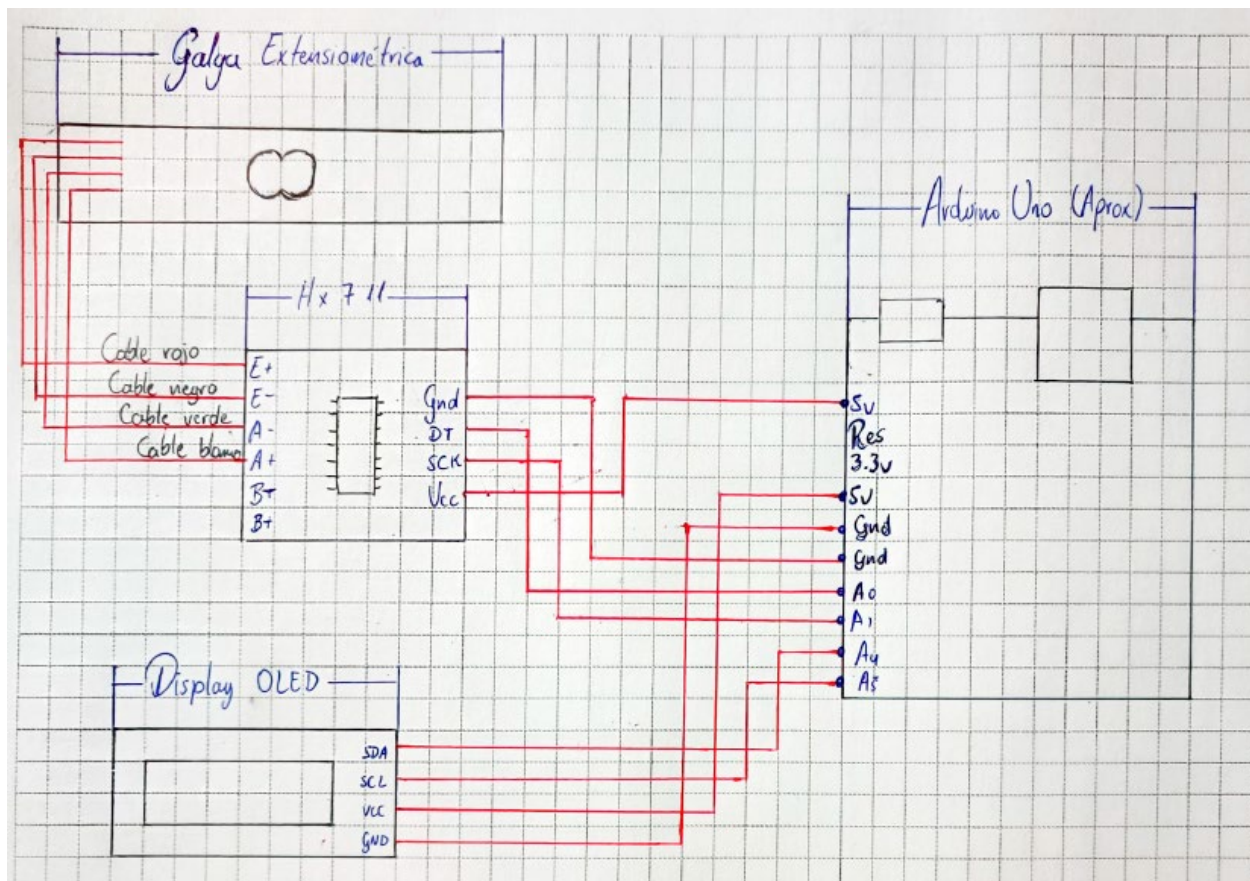 Galga Extensiométrica
Arduino Uno (Aprox)
Hx 711
Cable rojo
Cable negro
Cable verde
Cable blanco
E+
E-
A-
A+
B+
B+
Gnd
DT
SCK
Vcc
5v
Res
3.3v
5v
Gnd
Gnd
A0
A1
A4
A5
Display OLED
SDA
SCL
VCC
GND